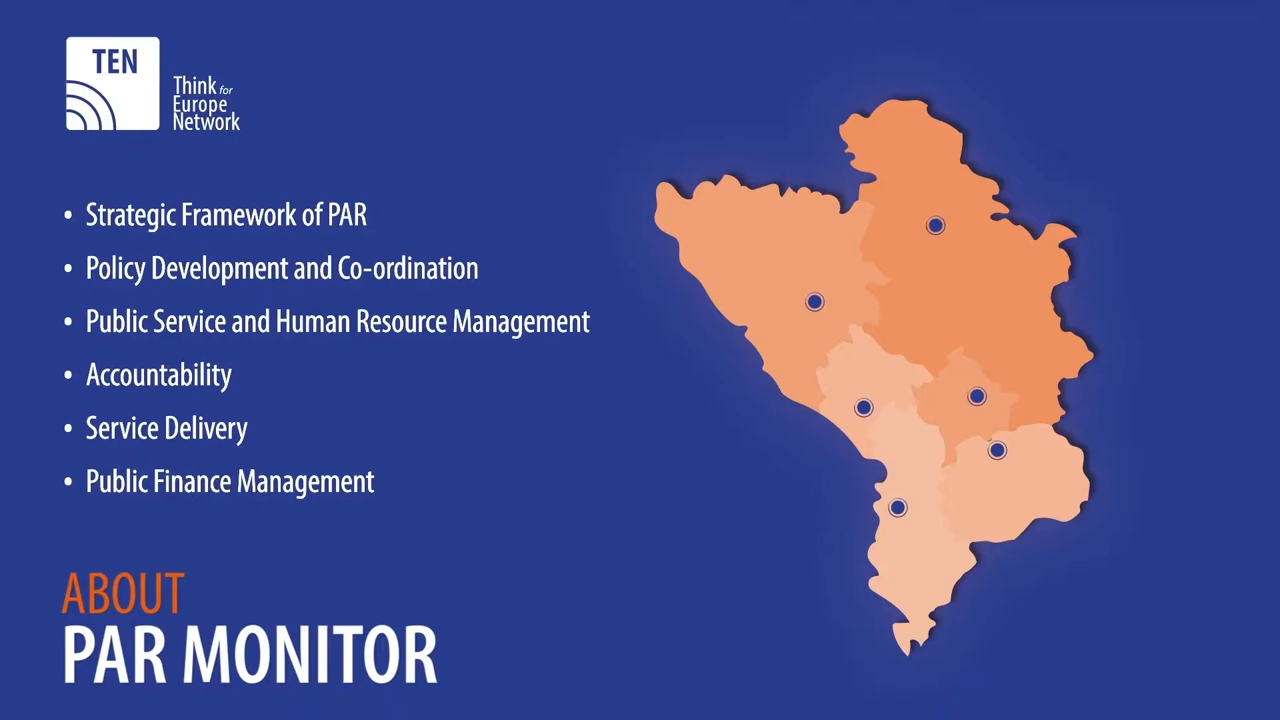 TEN
Think for
Europe
Network
• Strategic Framework of PAR
• Policy Development and Co-ordination
• Public Service and Human Resource Management
• Accountability
• Service Delivery
• Public Finance Management
ABOUT
PAR MONITOR